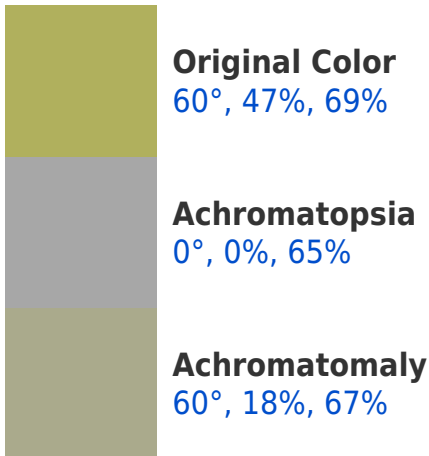 Original Color
60°, 47%, 69%
Achromatopsia
0°, 0%, 65%
Achromatomaly
60°, 18%, 67%